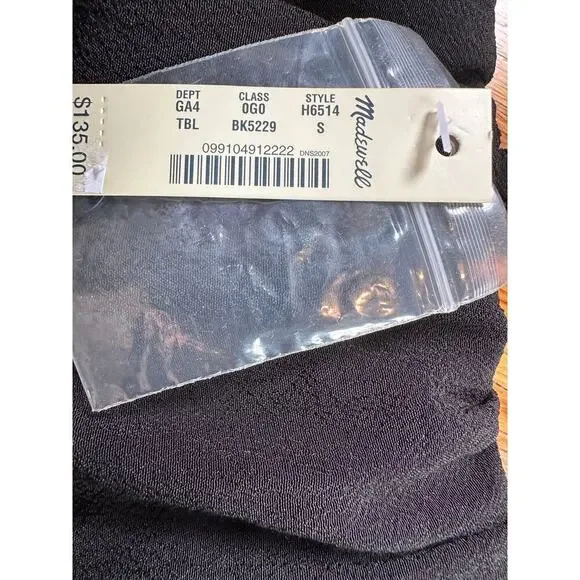 Madewell
DEPT CLASS STYLE
GA4 0G0 H6514
TBL BK5229 S
099104912222 DNS2007
$135.00